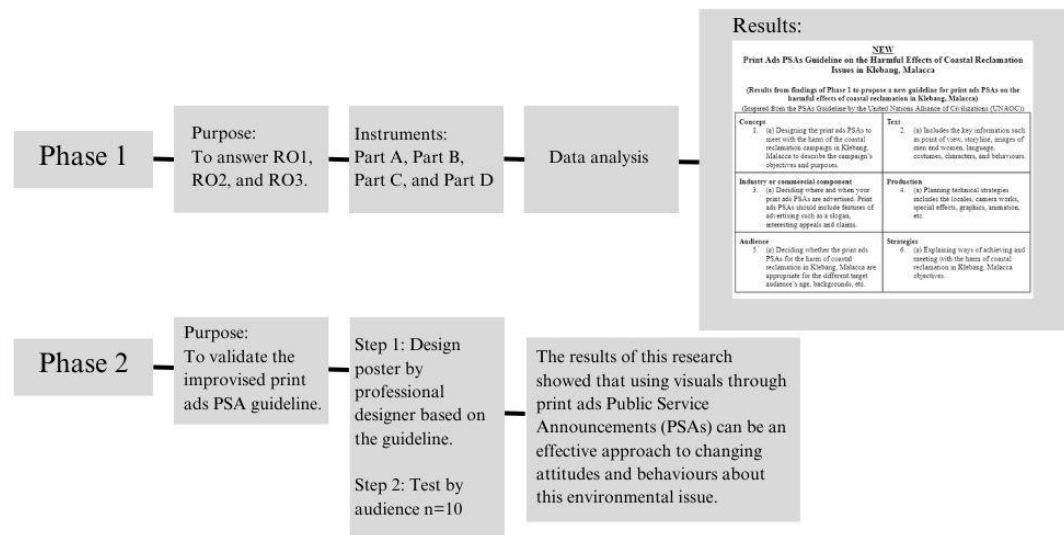 Phase 1
Purpose:
To answer RO1,
RO2, and RO3.
Instruments:
Part A, Part B,
Part C, and Part D
Data analysis
Results:
NEW
Print Ads PSAs Guideline on the Harmful Effects of Coastal Reclamation
Issues in Klebang, Malacca
(Results from findings of Phase 1 to propose a new guideline for print ads PSAs on the
harmful effects of coastal reclamation in Klebang, Malacca)
(Inspired from the PSAs Guideline by the United Nations Alliance of Civilizations (UNAOC))
Concept
1. (a) Designing the print ads PSAs to
meet with the harm of the coastal
reclamation campaign in Klebang,
Malacca to describe the campaign's
objectives and purposes.
Text
2. (a) Includes the key information such
as point of view, storyline, images of
men and women, language,
costumes, characters, and behaviours.
Industry or commercial component
3. (a) Deciding where and when your
print ads PSAs are advertised. Print
ads PSAs should include features of
advertising such as a slogan,
interesting appeals and claims.
Production
4. (a) Planning technical strategies
includes the locales, camera works,
special effects, graphics, animation,
etc.
Audience
5. (a) Deciding whether the print ads
PSAs for the harm of coastal
reclamation in Klebang, Malacca are
appropriate for the different target
audience's age, backgrounds, etc.
Strategies
6. (a) Explaining ways of achieving and
meeting with the harm of coastal
reclamation in Klebang, Malacca
objectives.
Phase 2
Purpose:
To validate the
improvised print
ads PSA guideline.
Step 1: Design
poster by
professional
designer based on
the guideline.
Step 2: Test by
audience n=10
The results of this research
showed that using visuals through
print ads Public Service
Announcements (PSAs) can be an
effective approach to changing
attitudes and behaviours about
this environmental issue.